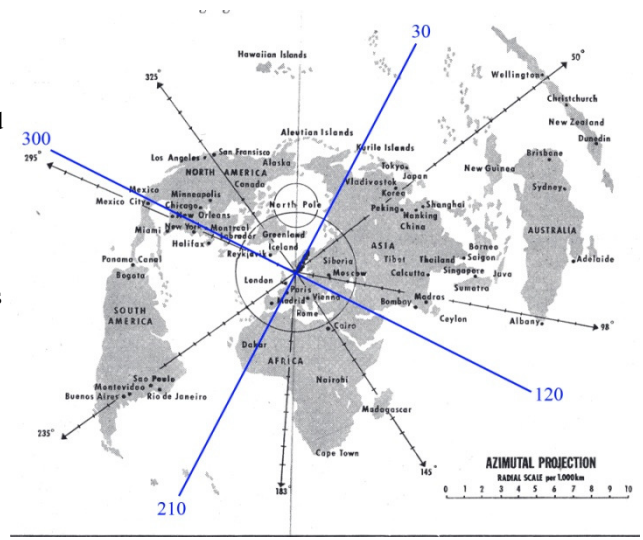 30
Hawaiian Islands
50°
Wellington
325°
Christchurch
New Zealand
Dunedin
Aleutian Islands
300
295°
San Fransisco
Los Angeles
Alaska
Kurile Islands
Brisbane
Tokyo
Japan
New Guinea
NORTH AMERICA
Canada
Vladivostok
Korea
Sydney
Mexico
Mexico City
Minneapolis
Chicago
New Orleans
North Pole
Peking
Shanghai
Nanking
China
Miami
New York
Montreal
Labrador
Greenland
AUSTRALIA
Halifax
Iceland
Reykjavik
ASIA
Borneo
Tibet
Thailand
Saigon
Adelaide
Panama Canal
Bogota
Siberia
Moscow
Calcutta
Singapore
Java
Sumatra
London
Paris
Madrid
Vienna
Rome
Bombay
Madras
Ceylon
SOUTH
AMERICA
Cairo
Albany
98°
Dakar
AFRICA
Nairobi
Sao Paulo
Montevideo
Buenos Aires
Rio de Janeiro
120
Madagascar
235°
Cape Town
145°
183°
210
AZIMUTAL PROJECTION
RADIAL SCALE per 1.000km
0 1 2 3 4 5 6 7 8 9 10